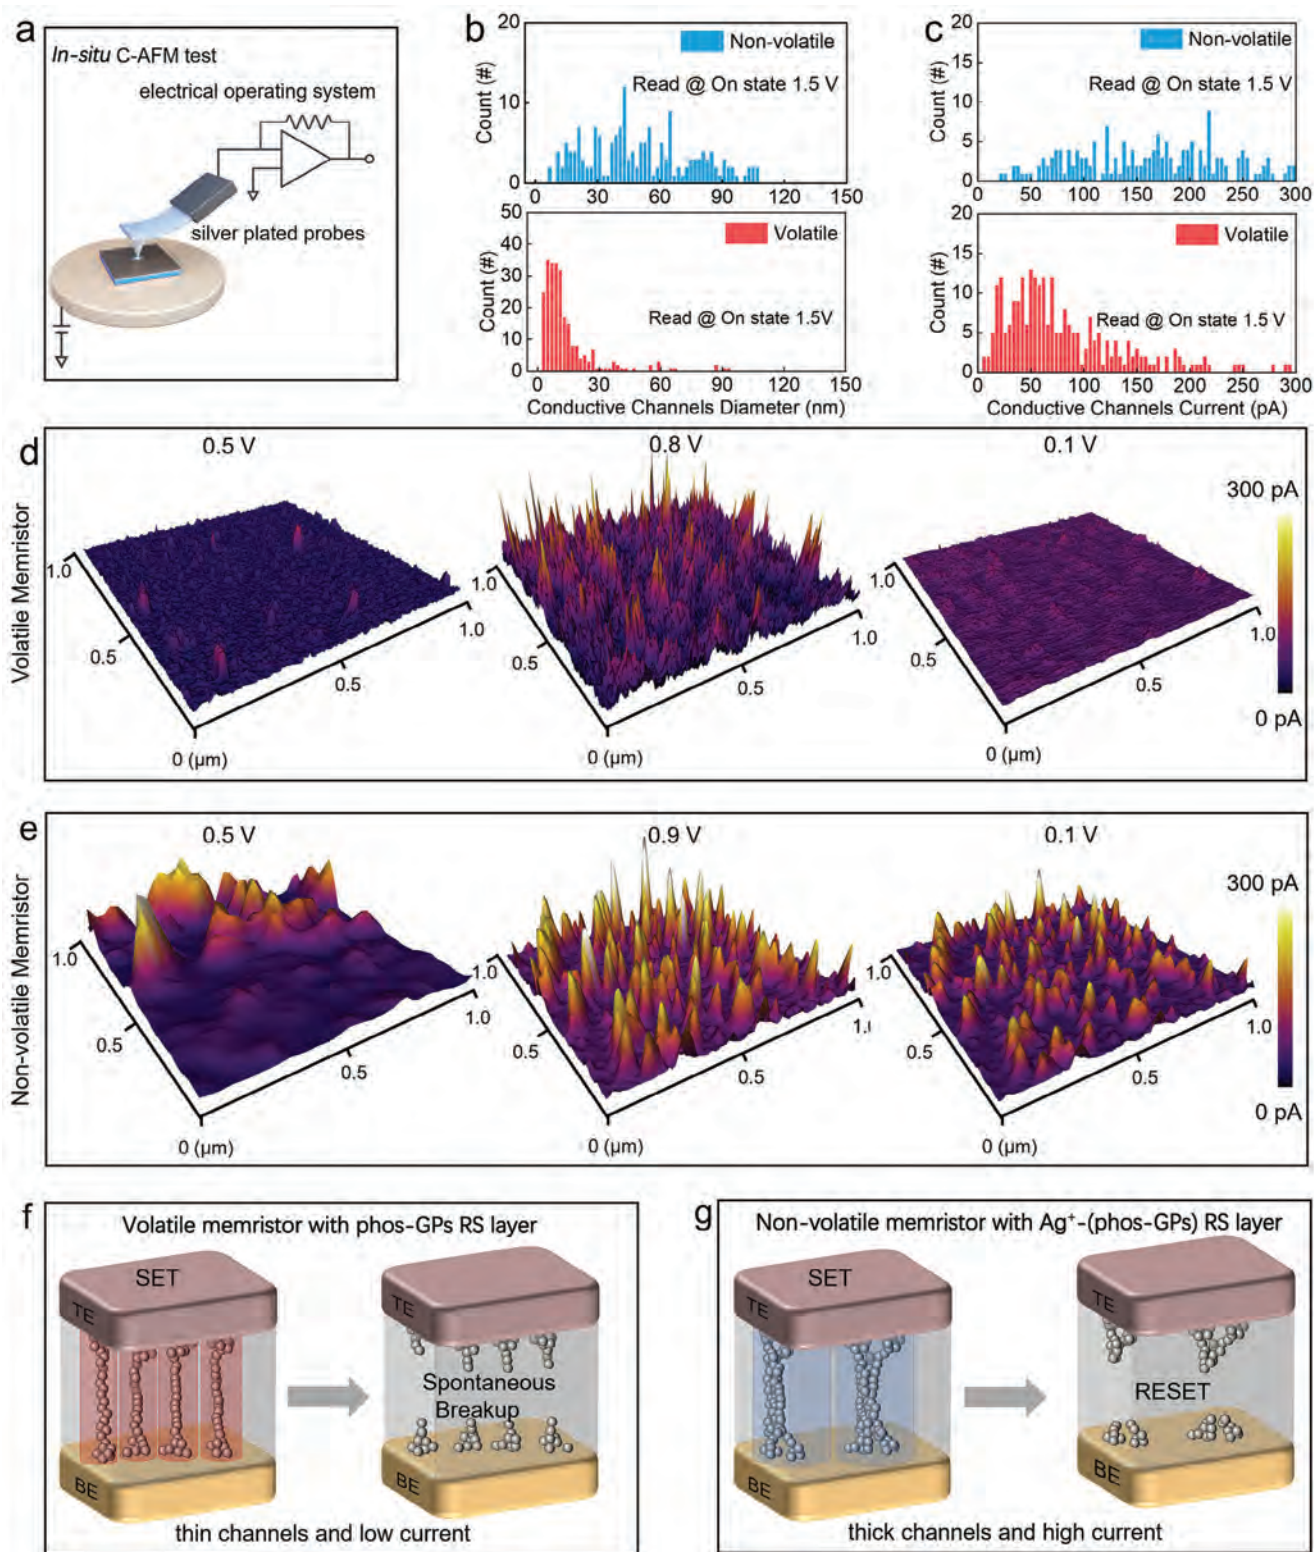 a
In-situ C-AFM test
electrical operating system
silver plated probes
b
20
10
0
Count (#)
Non-volatile
Read @ On state 1.5 V
0 30 60 90 120 150
50
40
30
20
10
0
Count (#)
Volatile
Read @ On state 1.5V
0 30 60 90 120 150
Conductive Channels Diameter (nm)
c
20
15
10
5
0
Count (#)
Non-volatile
Read @ On state 1.5 V
0 50 100 150 200 250 300
20
15
10
5
0
Count (#)
Volatile
Read @ On state 1.5 V
0 50 100 150 200 250 300
Conductive Channels Current (pA)
d
Volatile Memristor
0.5 V
0.8 V
0.1 V
1.0
0.5
0 (μm)
0.5
1.0
1.0
0.5
0 (μm)
0.5
1.0
1.0
0.5
0 (μm)
0.5
1.0
300 pA
0 pA
e
Non-volatile Memristor
0.5 V
0.9 V
0.1 V
1.0
0.5
0 (μm)
0.5
1.0
1.0
0.5
0 (μm)
0.5
1.0
0.5
0 (μm)
0.5
1.0
300 pA
0 pA
f
Volatile memristor with phos-GPs RS layer
SET
TE
BE
TE
Spontaneous
Breakup
BE
thin channels and low current
g
Non-volatile memristor with Ag⁺-(phos-GPs) RS layer
SET
TE
BE
TE
RESET
BE
thick channels and high current